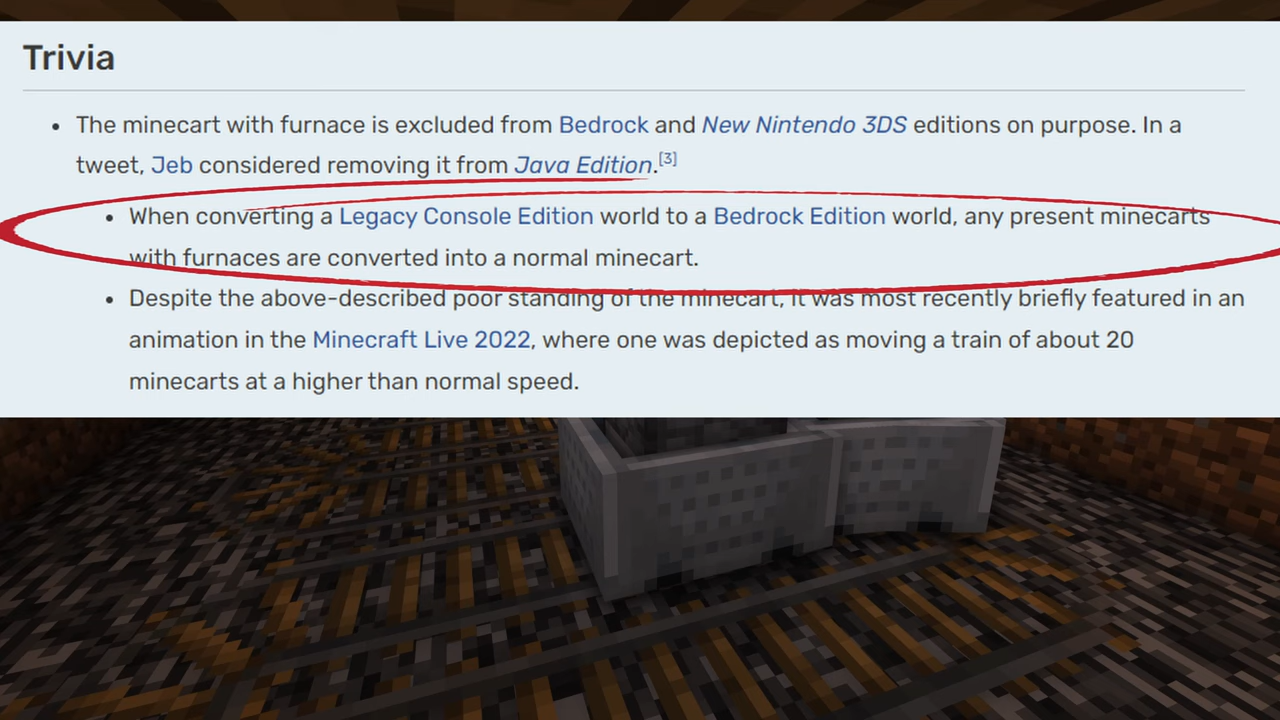 Trivia
The minecart with furnace is excluded from Bedrock and New Nintendo 3DS editions on purpose. In a
tweet, Jeb considered removing it from Java Edition.[3]
When converting a Legacy Console Edition world to a Bedrock Edition world, any present minecarts
with furnaces are converted into a normal minecart.
Despite the above-described poor standing of the minecart, it was most recently briefly featured in an
animation in the Minecraft Live 2022, where one was depicted as moving a train of about 20
minecarts at a higher than normal speed.